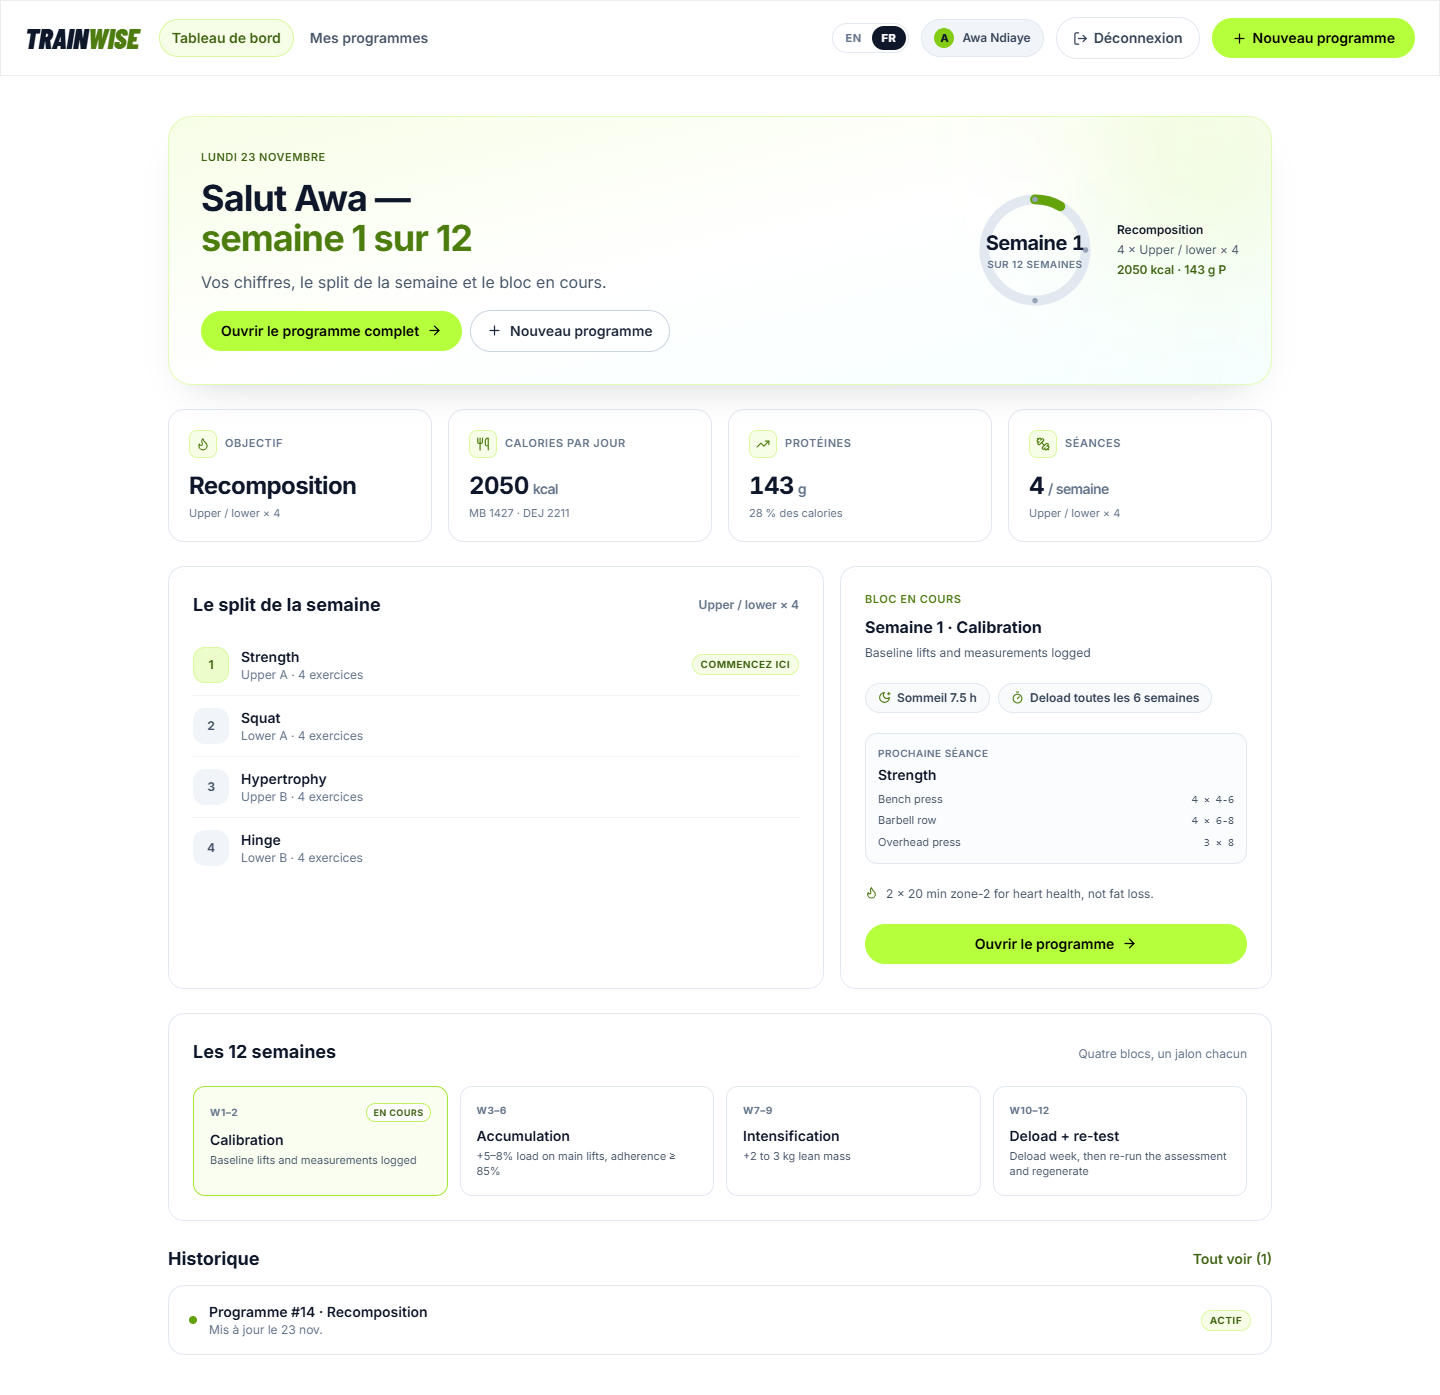 TRAINWISE
Tableau de bord
Mes programmes
EN FR
A Awa Ndiaye
Déconnexion
Nouveau programme
LUNDI 23 NOVEMBRE
Salut Awa —
semaine 1 sur 12
Vos chiffres, le split de la semaine et le bloc en cours.
Ouvrir le programme complet
Nouveau programme
Semaine 1
SUR 12 SEMAINES
Recomposition
4 × Upper / lower × 4
2050 kcal · 143 g P
OBJECTIF
Recomposition
Upper / lower × 4
CALORIES PAR JOUR
2050 kcal
MB 1427 · DEJ 2211
PROTÉINES
143 g
28 % des calories
SÉANCES
4 / semaine
Upper / lower × 4
Le split de la semaine
Upper / lower × 4
1
Strength
Upper A · 4 exercices
COMMENCEZ ICI
2
Squat
Lower A · 4 exercices
3
Hypertrophy
Upper B · 4 exercices
4
Hinge
Lower B · 4 exercices
BLOC EN COURS
Semaine 1 · Calibration
Baseline lifts and measurements logged
Sommeil 7.5 h
Deload toutes les 6 semaines
PROCHAINE SÉANCE
Strength
Bench press 4 × 4-6
Barbell row 4 × 6-8
Overhead press 3 × 8
2 × 20 min zone-2 for heart health, not fat loss.
Ouvrir le programme
Les 12 semaines
Quatre blocs, un jalon chacun
W1–2
EN COURS
Calibration
Baseline lifts and measurements logged
W3–6
Accumulation
+5–8% load on main lifts, adherence ≥
85%
W7–9
Intensification
+2 to 3 kg lean mass
W10–12
Deload + re-test
Deload week, then re-run the assessment
and regenerate
Historique
Tout voir (1)
Programme #14 · Recomposition
Mis à jour le 23 nov.
ACTIF